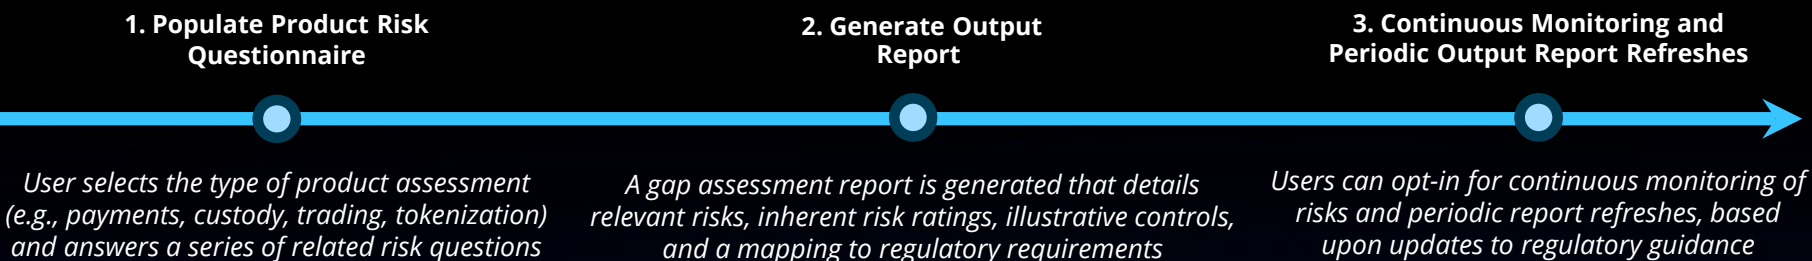 1. Populate Product Risk
Questionnaire
User selects the type of product assessment
(e.g., payments, custody, trading, tokenization)
and answers a series of related risk questions
2. Generate Output
Report
A gap assessment report is generated that details
relevant risks, inherent risk ratings, illustrative controls,
and a mapping to regulatory requirements
3. Continuous Monitoring and
Periodic Output Report Refreshes
Users can opt-in for continuous monitoring of
risks and periodic report refreshes, based
upon updates to regulatory guidance